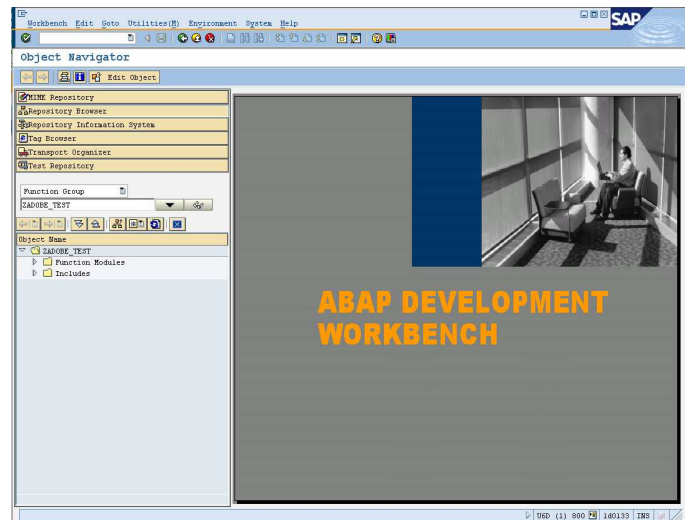 Workbench Edit Goto Utilities(M) Environment System Help
SAP
Object Navigator
Edit Object
MIME Repository
Repository Browser
Repository Information System
Tag Browser
Transport Organizer
Test Repository
Function Group
ZADOBE_TEST
Object Name
ZADOBE_TEST
Function Modules
Includes
ABAP DEVELOPMENT
WORKBENCH
U6D (1) 800 1d0133 INS